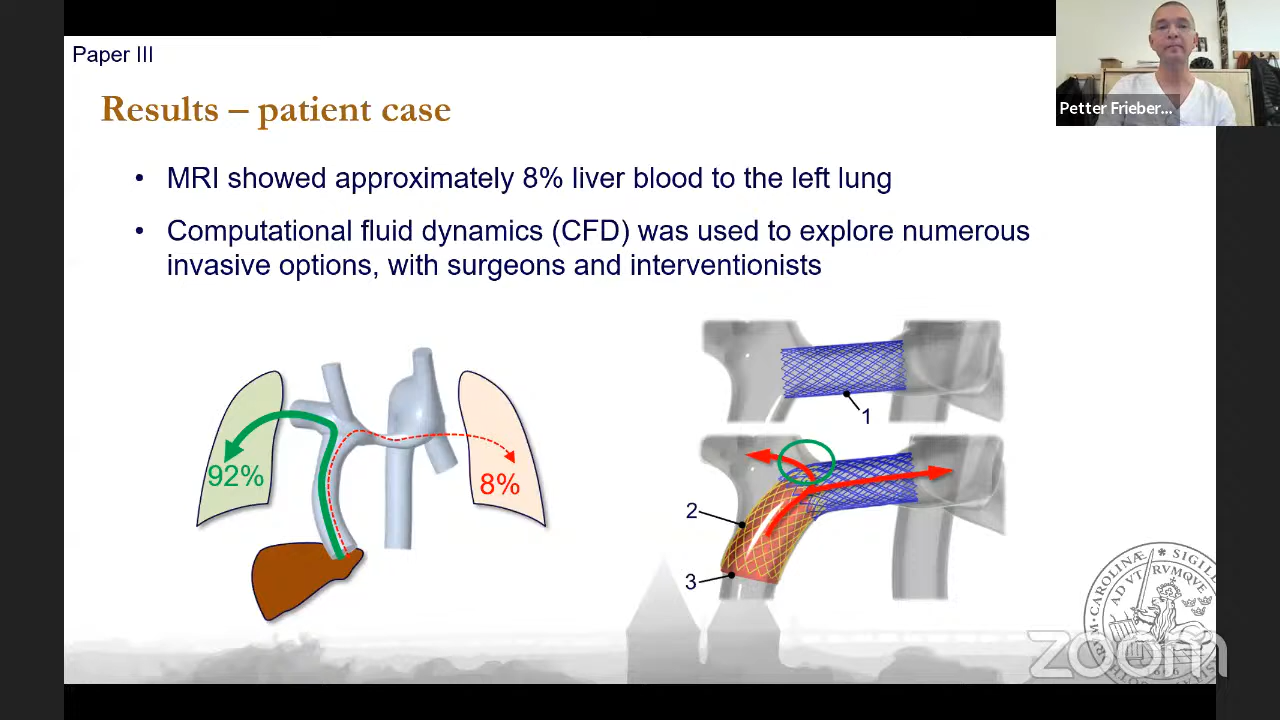 Paper III
Petter Frieber...
Results – patient case
• MRI showed approximately 8% liver blood to the left lung
• Computational fluid dynamics (CFD) was used to explore numerous
invasive options, with surgeons and interventionists
92%
8%
1
2
3
zoom